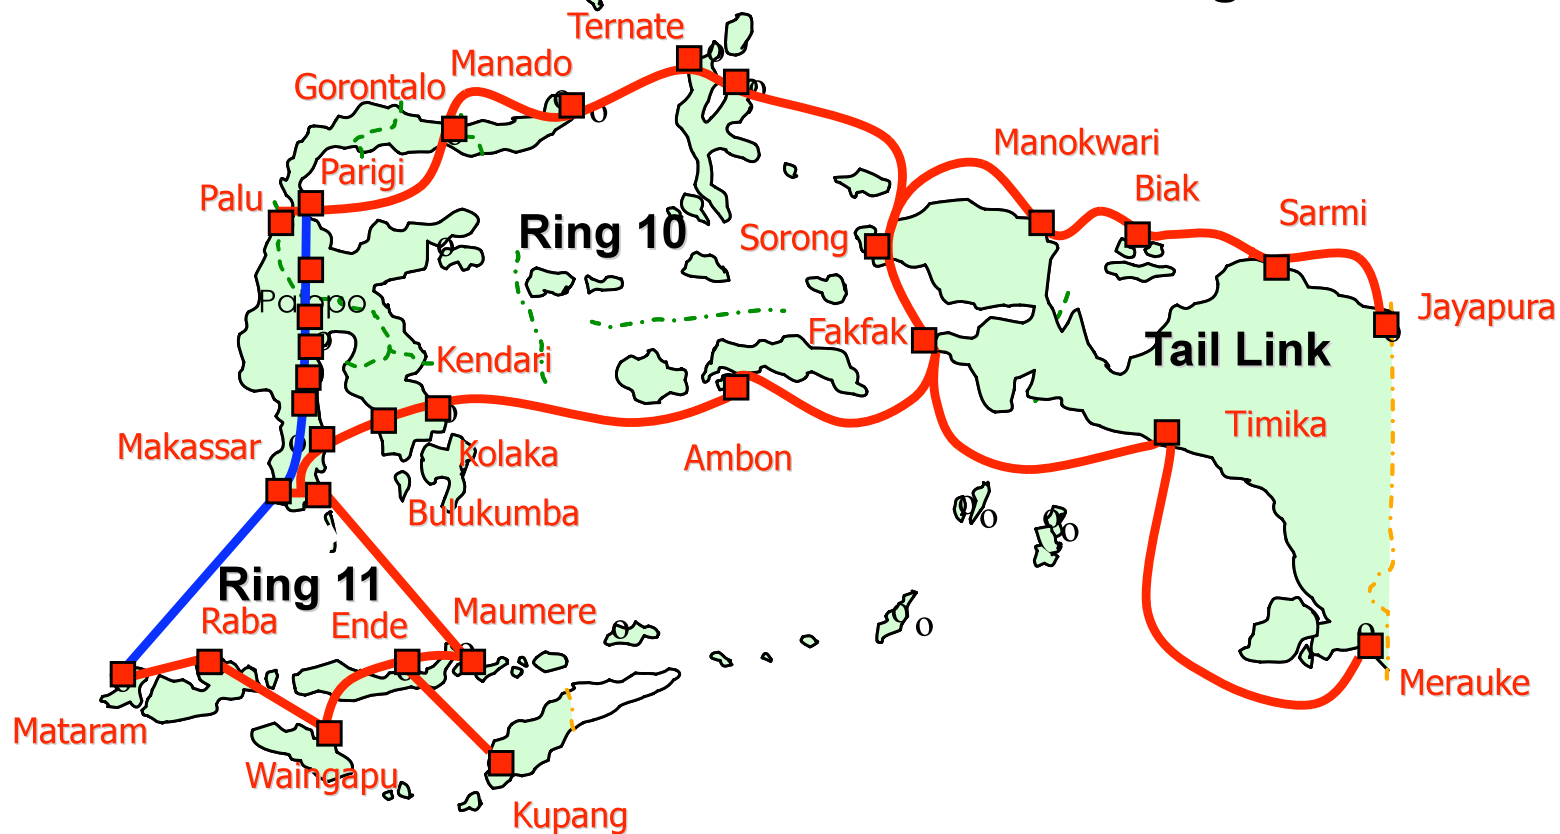 Ternate
Manado
Gorontalo
Manokwari
Parigi
Biak
Palu
Sarmi
Ring 10
Sorong
Jayapura
Fakfak
Tail Link
Kendari
Timika
Makassar
Kolaka
Ambon
Bulukumba
Ring 11
Raba
Ende
Maumere
Merauke
Mataram
Waingapu
Kupang